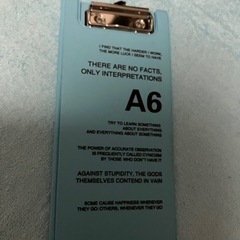 I FIND THAT THE HARDER I WORK,
THE MORE LUCK I SEEM TO HAVE
THERE ARE NO FACTS,
ONLY INTERPRETATIONS
A6
TRY TO LEARN SOMETHING
ABOUT EVERYTHING
AND EVERYTHING ABOUT SOMETHING
THE POWER OF ACCURATE OBSERVATION
IS FREQUENTLY CALLED CYNICISM
BY THOSE WHO DON'T HAVE IT
AGAINST STUPIDITY, THE GODS
THEMSELVES CONTEND IN VAIN
SOME CAUSE HAPPINESS WHEREVER
THEY GO; OTHERS, WHENEVER THEY GO